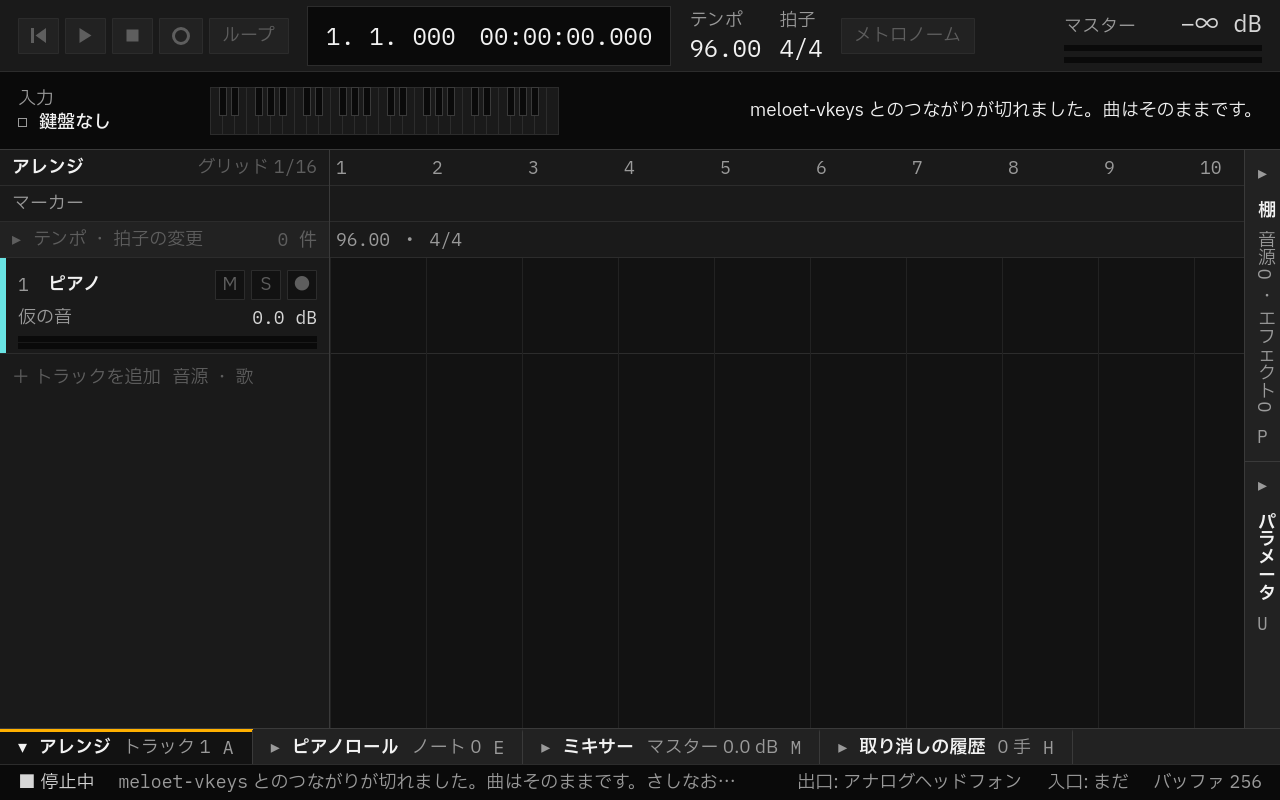 ループ
1. 1. 000 00:00:00.000
テンポ 拍子
96.00 4/4
メトロノーム
マスター -∞ dB
入力
鍵盤なし
meloet-vkeys とのつながりが切れました。曲はそのままです。
アレンジ グリッド 1/16
1 2 3 4 5 6 7 8 9 10
マーカー
▶ テンポ ・ 拍子の変更 0 件
96.00 ・ 4/4
1 ピアノ M S
仮の音 0.0 dB
＋ トラックを追加 音源 ・ 歌
▶ 棚 音源0 ・ エフェクト0 P
▶ パラメータ U
▼ アレンジ トラック 1 A
▶ ピアノロール ノート 0 E
▶ ミキサー マスター 0.0 dB M
▶ 取り消しの履歴 0 手 H
■ 停止中 meloet-vkeys とのつながりが切れました。曲はそのままです。さしなお… 出口: アナログヘッドフォン 入口: まだ バッファ 256